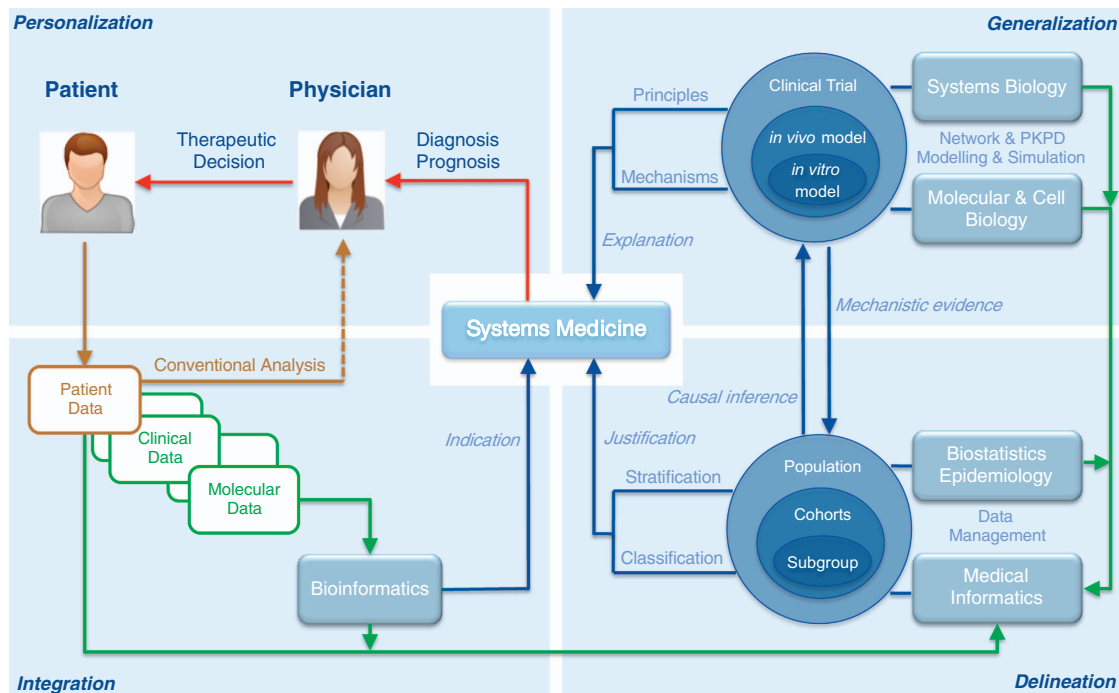 Personalization
Generalization
Patient
Physician
Therapeutic
Decision
Diagnosis
Prognosis
Principles
Mechanisms
Explanation
Clinical Trial
in vivo model
in vitro
model
Systems Biology
Network & PKPD
Modelling & Simulation
Molecular & Cell
Biology
Systems Medicine
Mechanistic evidence
Causal inference
Conventional Analysis
Patient
Data
Clinical
Data
Molecular
Data
Indication
Bioinformatics
Justification
Stratification
Classification
Population
Cohorts
Subgroup
Biostatistics
Epidemiology
Data
Management
Medical
Informatics
Integration
Delineation